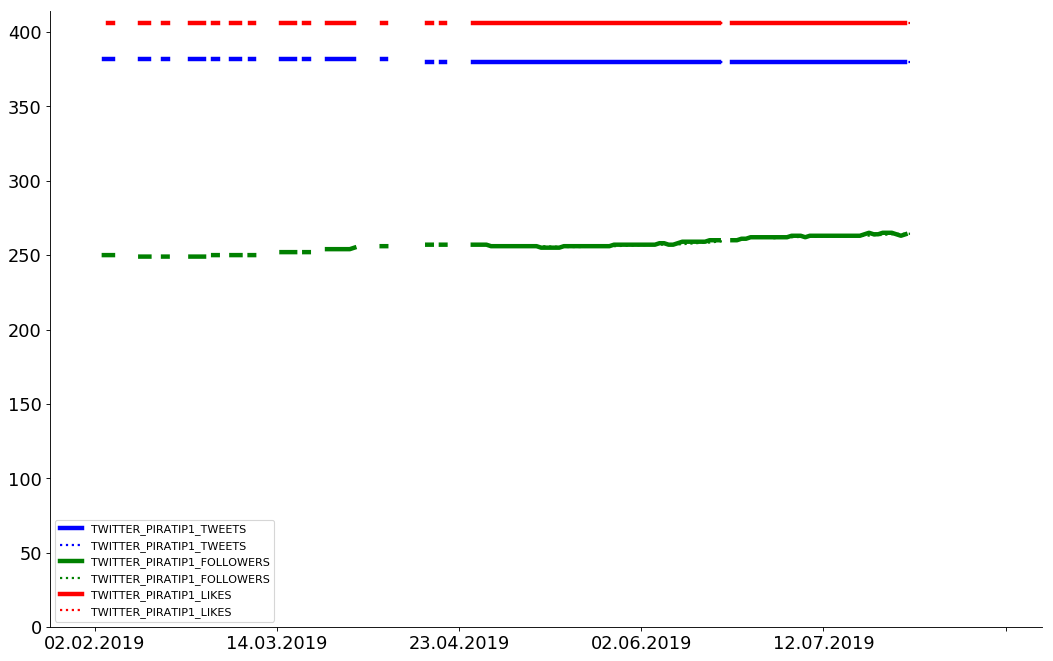 400
350
300
250
200
150
100
50
0
TWITTER_PIRATIP1_TWEETS
TWITTER_PIRATIP1_TWEETS
TWITTER_PIRATIP1_FOLLOWERS
TWITTER_PIRATIP1_FOLLOWERS
TWITTER_PIRATIP1_LIKES
TWITTER_PIRATIP1_LIKES
02.02.2019 14.03.2019 23.04.2019 02.06.2019 12.07.2019